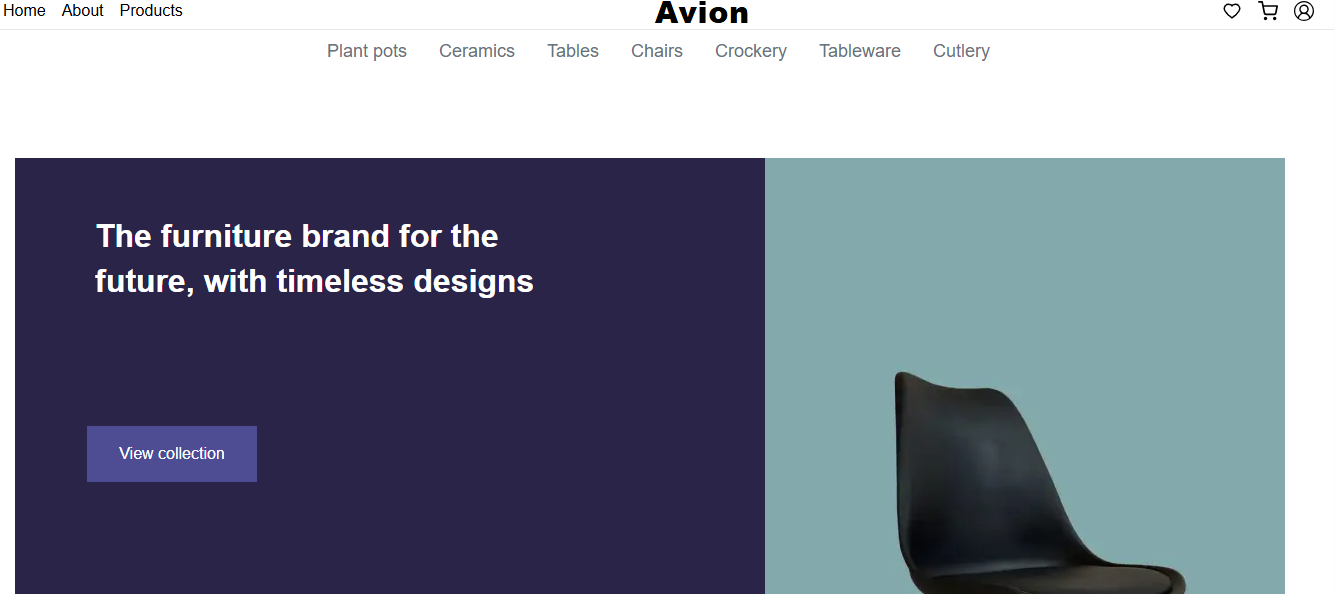 Home About Products Avion
Plant pots Ceramics Tables Chairs Crockery Tableware Cutlery
The furniture brand for the
future, with timeless designs
View collection